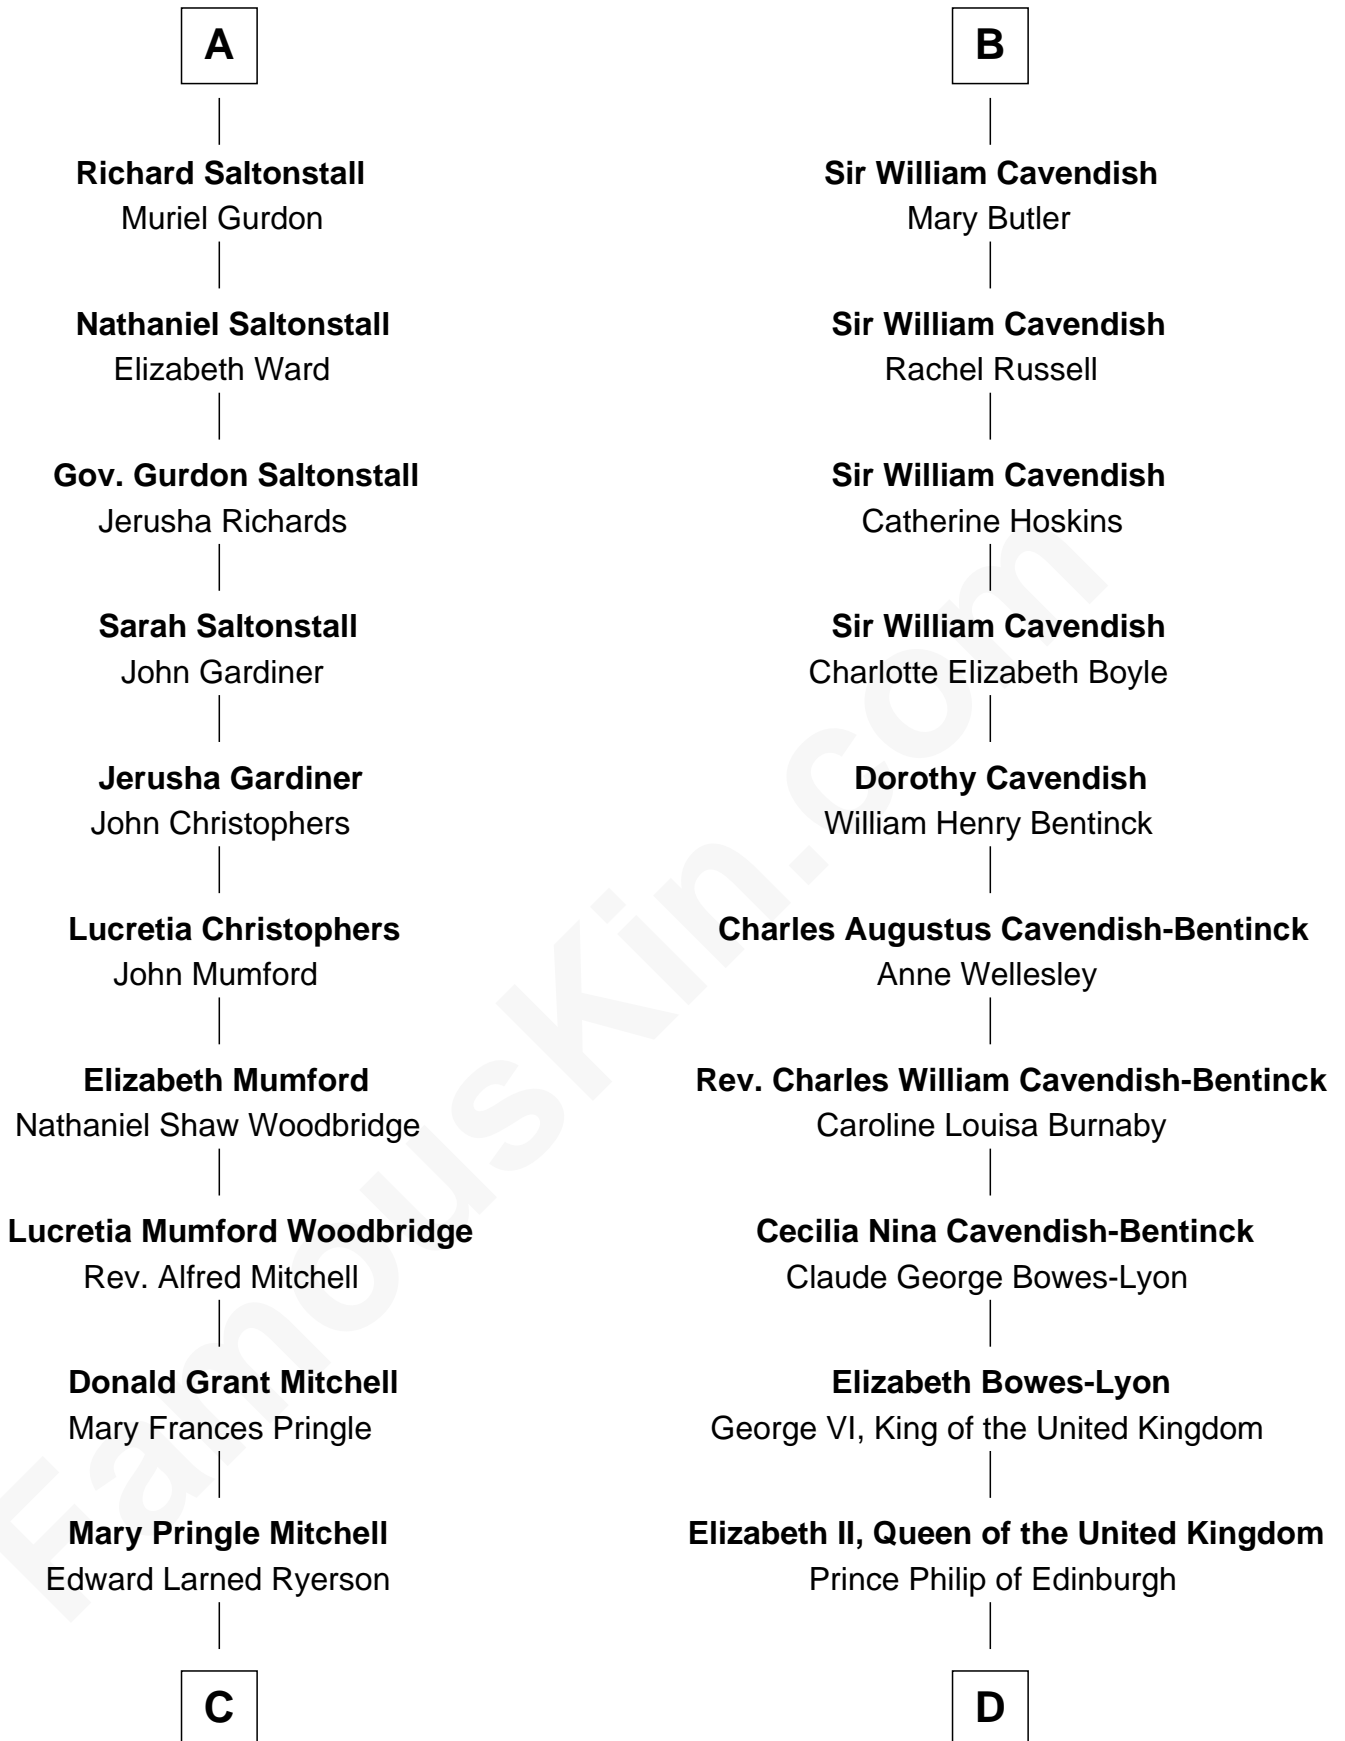 A
Richard Saltonstall
Muriel Gurdon
Nathaniel Saltonstall
Elizabeth Ward
Gov. Gurdon Saltonstall
Jerusha Richards
Sarah Saltonstall
John Gardiner
Jerusha Gardiner
John Christophers
Lucretia Christophers
John Mumford
Elizabeth Mumford
Nathaniel Shaw Woodbridge
Lucretia Mumford Woodbridge
Rev. Alfred Mitchell
Donald Grant Mitchell
Mary Frances Pringle
Mary Pringle Mitchell
Edward Larned Ryerson
C
B
Sir William Cavendish
Mary Butler
Sir William Cavendish
Rachel Russell
Sir William Cavendish
Catherine Hoskins
Sir William Cavendish
Charlotte Elizabeth Boyle
Dorothy Cavendish
William Henry Bentinck
Charles Augustus Cavendish-Bentinck
Anne Wellesley
Rev. Charles William Cavendish-Bentinck
Caroline Louisa Burnaby
Cecilia Nina Cavendish-Bentinck
Claude George Bowes-Lyon
Elizabeth Bowes-Lyon
George VI, King of the United Kingdom
Elizabeth II, Queen of the United Kingdom
Prince Philip of Edinburgh
D
FamousKin.com